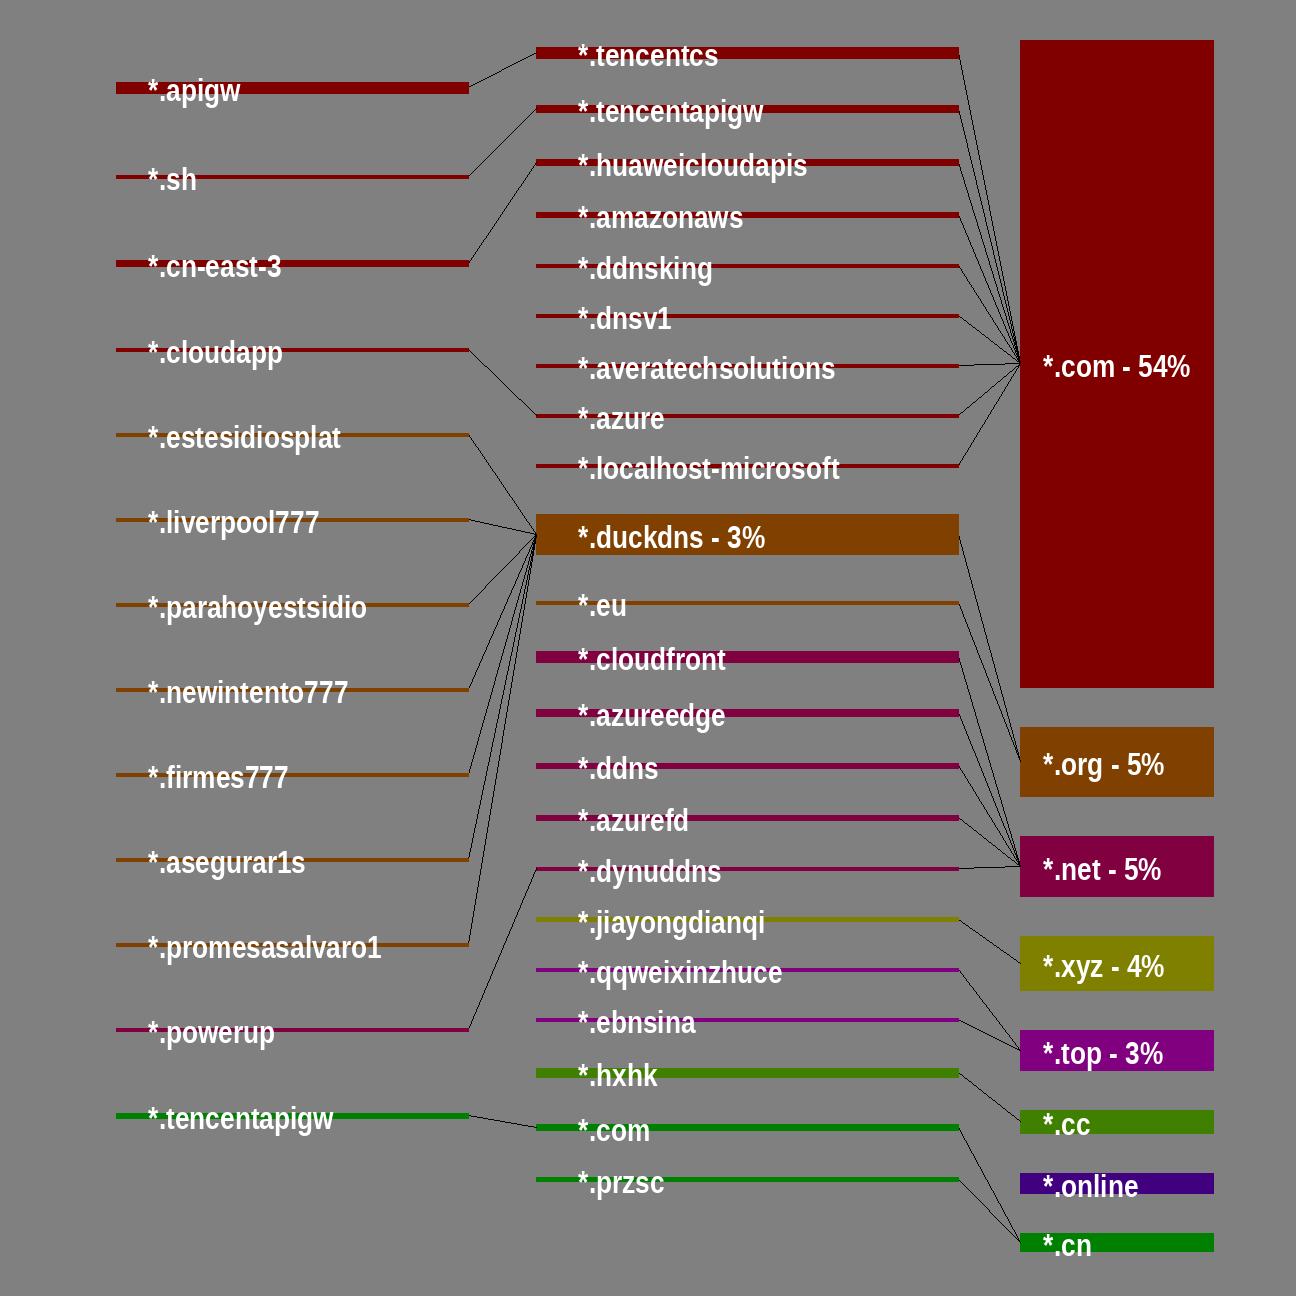 *.apigw
*.sh
*.cn-east-3
*.cloudapp
*.estesidiosplat
*.liverpool777
*.parahoyestsidio
*.newintento777
*.firmes777
*.asegurar1s
*.promesasalvaro1
*.powerup
*.tencentapigw
*.tencentcs
*.tencentapigw
*.huaweicloudapis
*.amazonaws
*.ddnsking
*.dnsv1
*.averatechsolutions
*.azure
*.localhost-microsoft
*.duckdns - 3%
*.eu
*.cloudfront
*.azureedge
*.ddns
*.azurefd
*.dynuddns
*.jiayongdianqi
*.qqweixinzhuce
*.ebnsina
*.hxhk
*.com
*.przsc
*.com - 54%
*.org - 5%
*.net - 5%
*.xyz - 4%
*.top - 3%
*.cc
*.online
*.cn